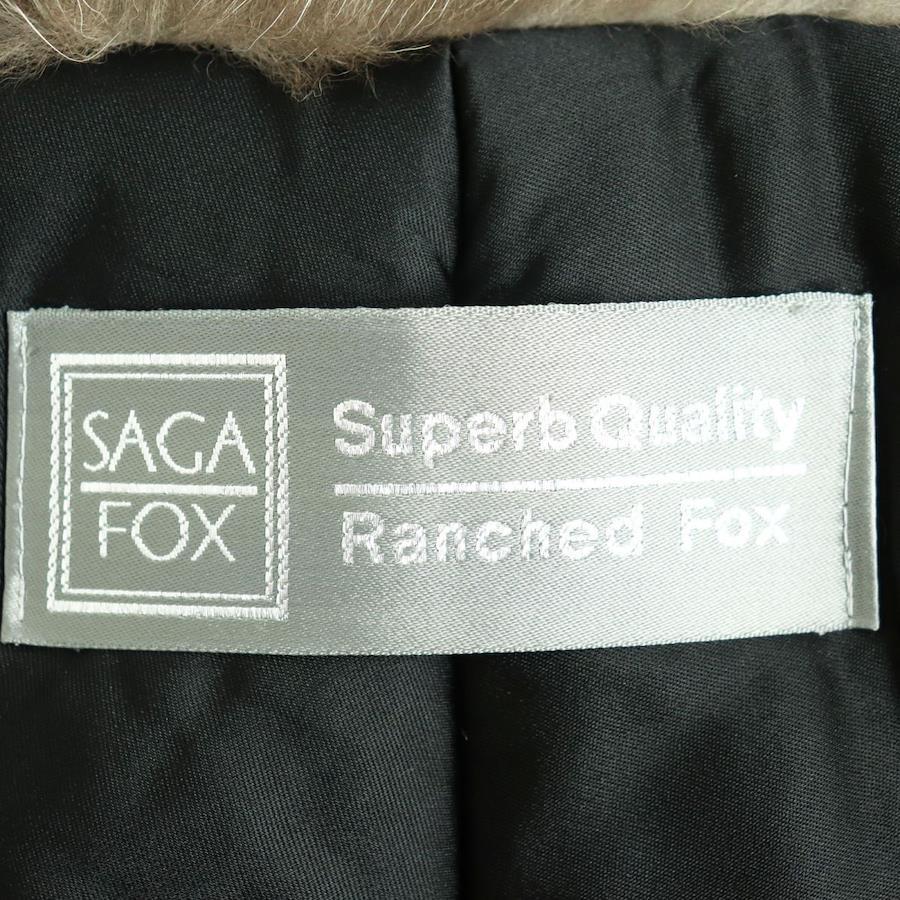 SAGA
FOX
Superb Quality
Ranched Fox